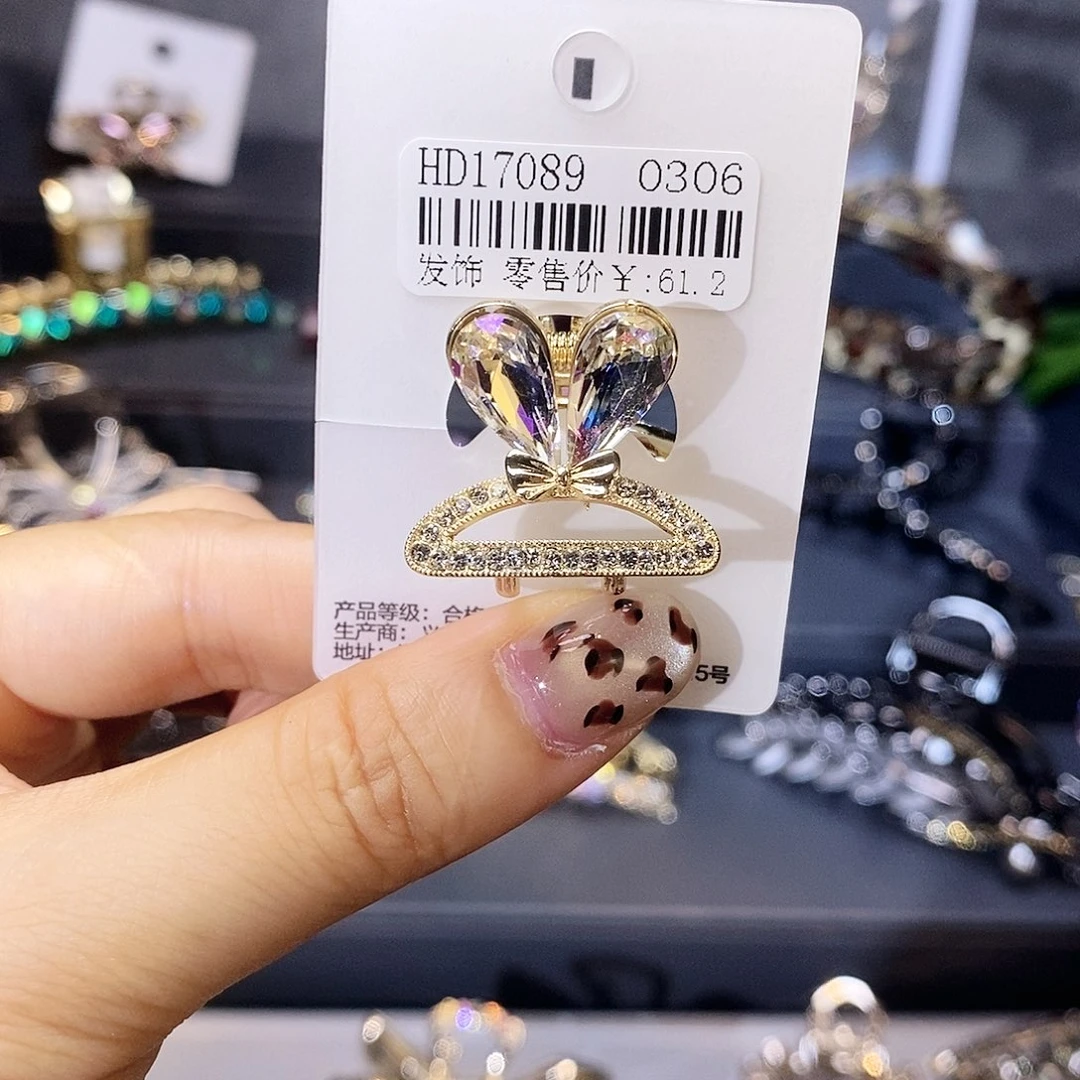 HD17089 0306
发饰 零售价￥:61.2
产品等级：合格
生产商：
地址：
5号